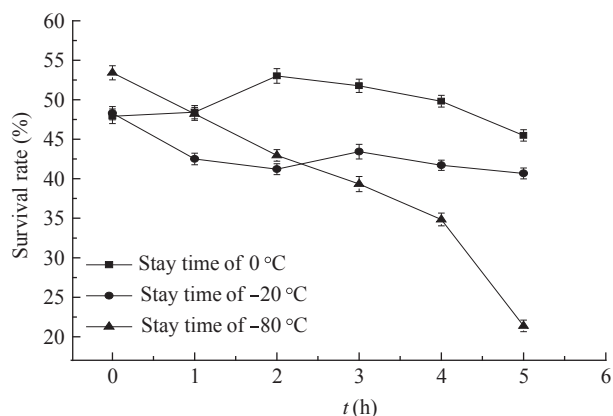 60
55
50
45
40
35
30
25
20
Survival rate (%)
Stay time of 0 °C
Stay time of –20 °C
Stay time of –80 °C
0 1 2 3 4 5 6
t (h)